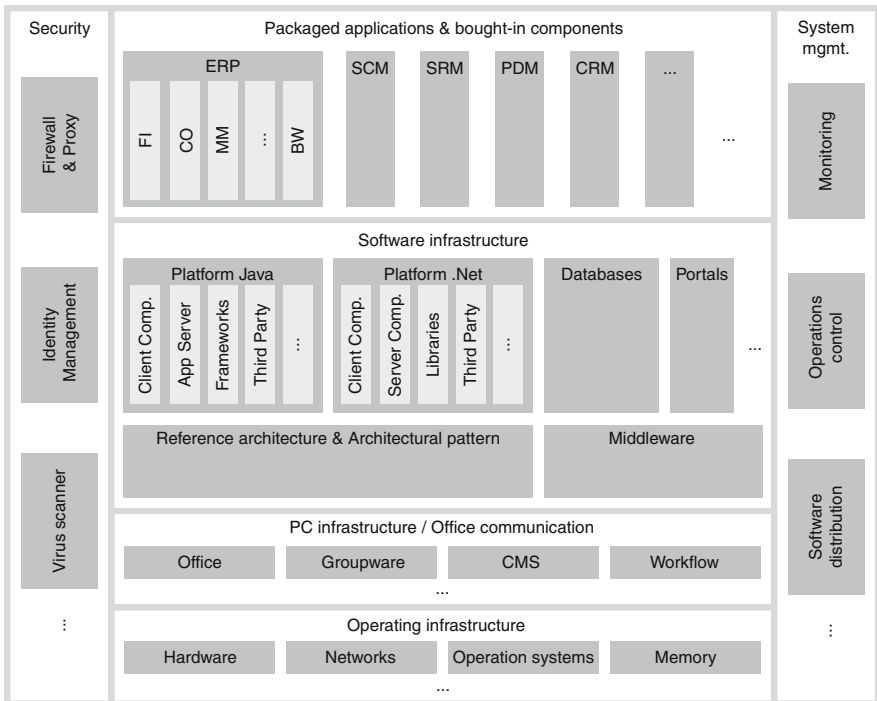 Security
Firewall
& Proxy
Identity
Management
Virus scanner
...
Packaged applications & bought-in components
ERP
FI
CO
MM
...
BW
SCM
SRM
PDM
CRM
...
...
Software infrastructure
Platform Java
Client Comp.
App Server
Frameworks
Third Party
...
Platform .Net
Client Comp.
Server Comp.
Libraries
Third Party
...
Databases
Portals
...
Reference architecture & Architectural pattern
Middleware
PC infrastructure / Office communication
Office
Groupware
CMS
Workflow
...
Operating infrastructure
Hardware
Networks
Operation systems
Memory
...
System
mgmt.
Monitoring
Operations
control
Software
distribution
...